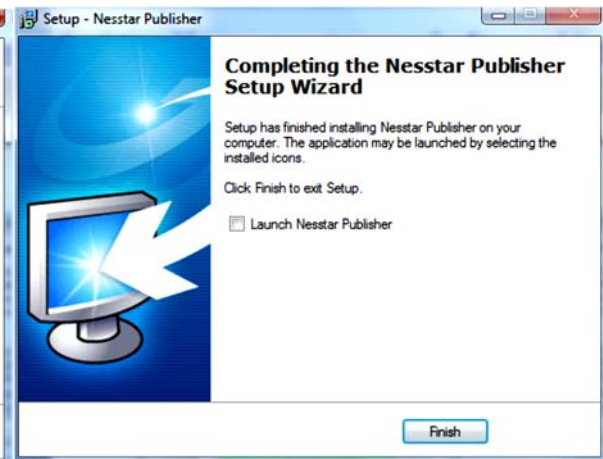 Setup - Nesstar Publisher
Completing the Nesstar Publisher
Setup Wizard
Setup has finished installing Nesstar Publisher on your
computer. The application may be launched by selecting the
installed icons.
Click Finish to exit Setup.
Launch Nesstar Publisher
Finish